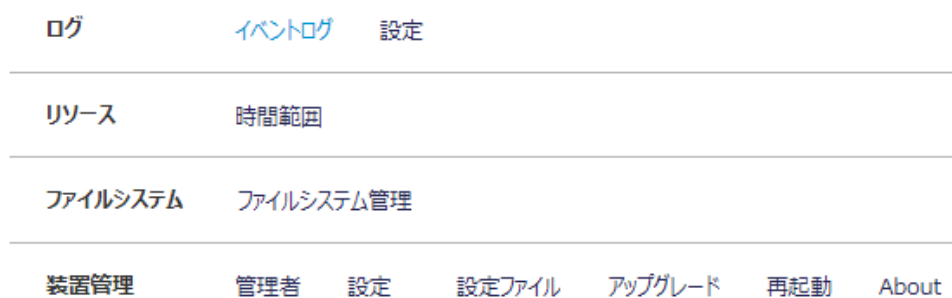 ログ イベントログ 設定
リソース 時間範囲
ファイルシステム ファイルシステム管理
装置管理 管理者 設定 設定ファイル アップグレード 再起動 About